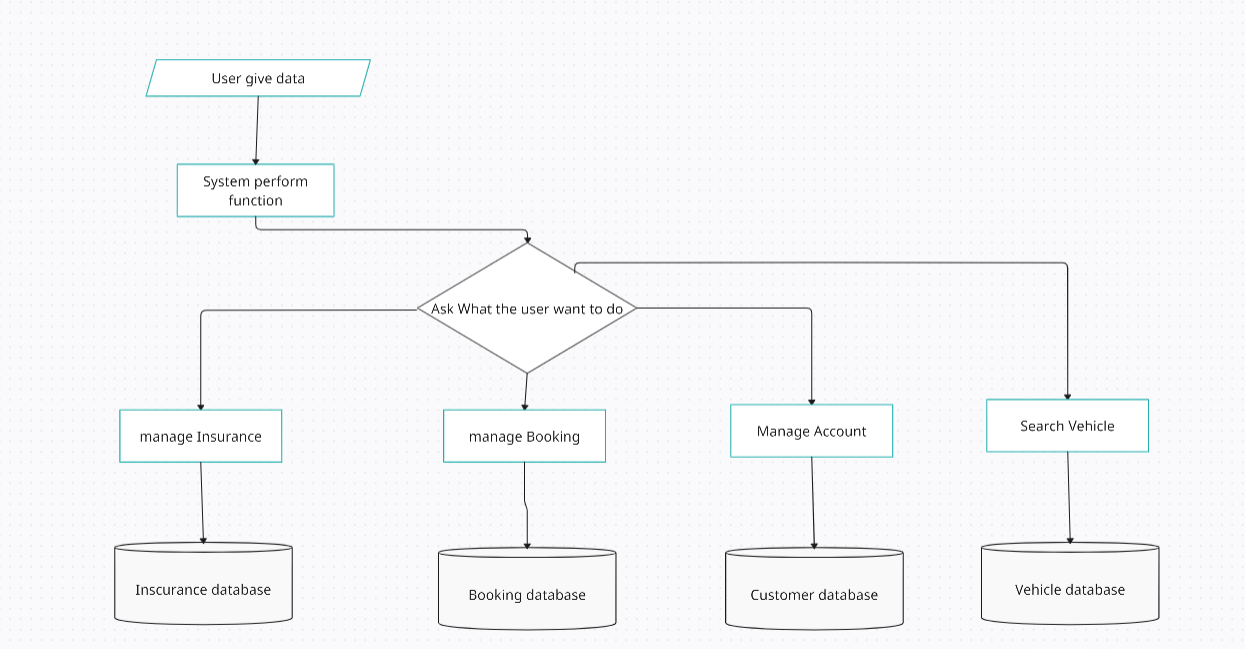 User give data
System perform
function
Ask What the user want to do
manage Insurance
manage Booking
Manage Account
Search Vehicle
Inscurance database
Booking database
Customer database
Vehicle database